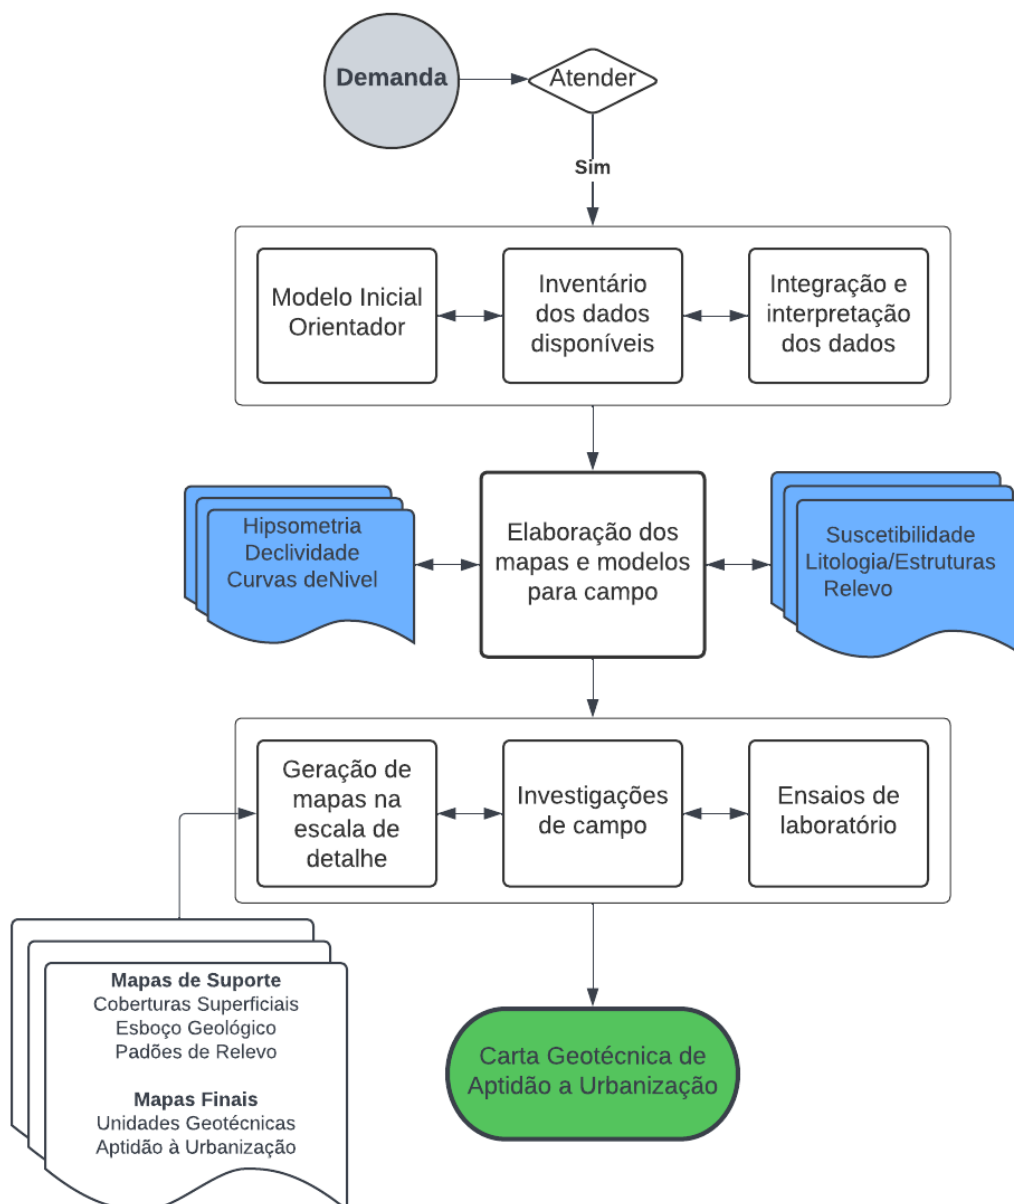 Demanda
Atender
Sim
Modelo Inicial
Orientador
Inventário
dos dados
disponíveis
Integração e
interpretação
dos dados
Hipsometria
Declividade
Curvas deNivel
Elaboração dos
mapas e modelos
para campo
Suscetibilidade
Litologia/Estruturas
Relevo
Geração de
mapas na
escala de
detalhe
Investigações
de campo
Ensaios de
laboratório
Mapas de Suporte
Coberturas Superficiais
Esboço Geológico
Padões de Relevo
Mapas Finais
Unidades Geotécnicas
Aptidão à Urbanização
Carta Geotécnica de
Aptidão a Urbanização